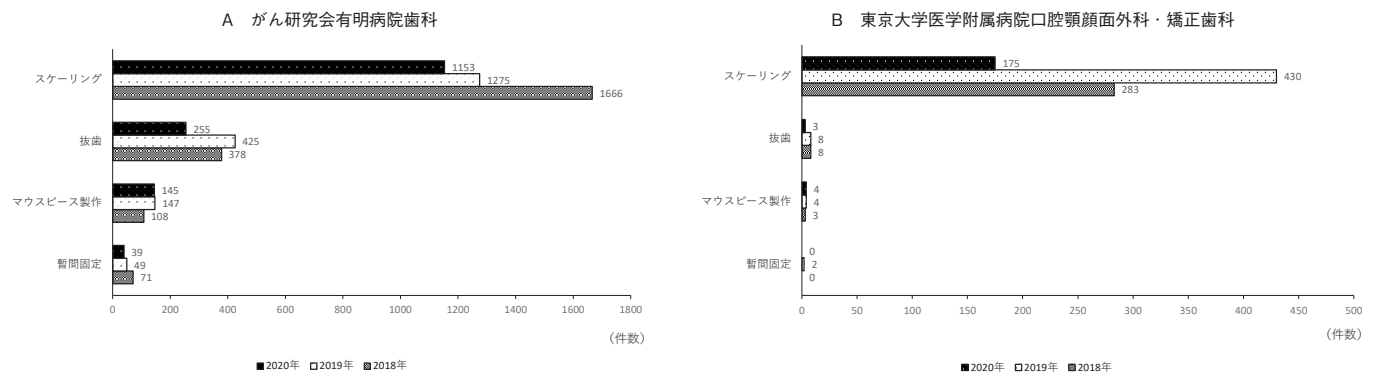 A　がん研究会有明病院歯科
スケーリング
1153
1275
1666
抜歯
255
425
378
マウスピース製作
145
147
108
暫間固定
39
49
71
0 200 400 600 800 1000 1200 1400 1600 1800
（件数）
■2020年 □2019年 ▩2018年
B　東京大学医学附属病院口腔顎顔面外科・矯正歯科
スケーリング
175
430
283
抜歯
3
8
8
マウスピース製作
4
4
3
暫間固定
0
2
0
0 50 100 150 200 250 300 350 400 450 500
（件数）
■2020年 □2019年 ▩2018年